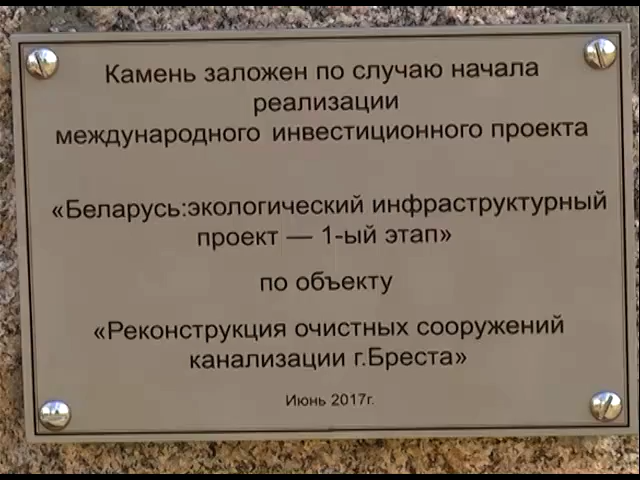 Камень заложен по случаю начала
реализации
международного инвестиционного проекта
«Беларусь:экологический инфраструктурный
проект — 1-ый этап»
по объекту
«Реконструкция очистных сооружений
канализации г.Бреста»
Июнь 2017г.